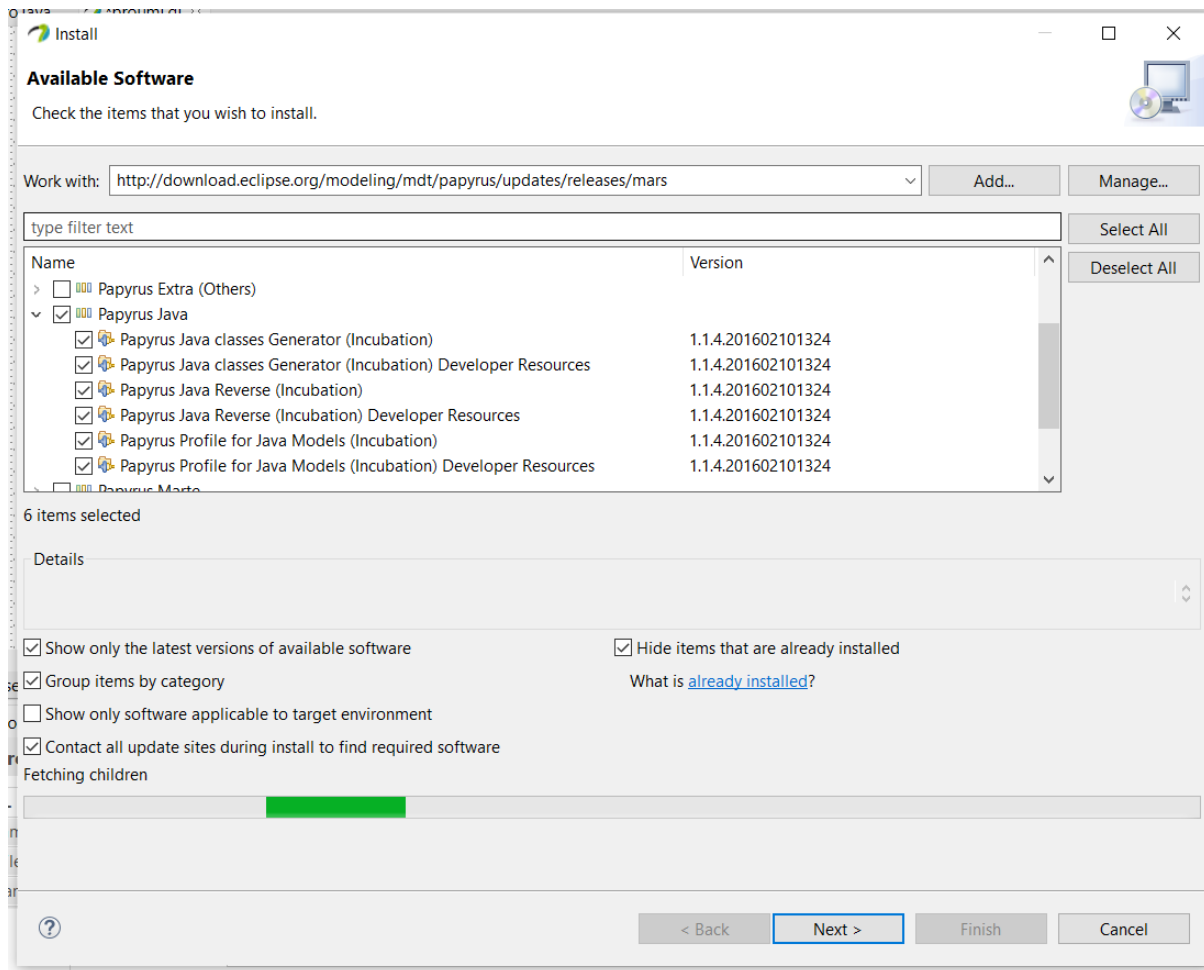 Install
Available Software
Check the items that you wish to install.
Work with: http://download.eclipse.org/modeling/mdt/papyrus/updates/releases/mars Add... Manage...
type filter text Select All
Name Version Deselect All
Papyrus Extra (Others)
Papyrus Java
Papyrus Java classes Generator (Incubation) 1.1.4.201602101324
Papyrus Java classes Generator (Incubation) Developer Resources 1.1.4.201602101324
Papyrus Java Reverse (Incubation) 1.1.4.201602101324
Papyrus Java Reverse (Incubation) Developer Resources 1.1.4.201602101324
Papyrus Profile for Java Models (Incubation) 1.1.4.201602101324
Papyrus Profile for Java Models (Incubation) Developer Resources 1.1.4.201602101324
Papyrus Marte
6 items selected
Details
Show only the latest versions of available software Hide items that are already installed
Group items by category What is already installed?
Show only software applicable to target environment
Contact all update sites during install to find required software
Fetching children
? < Back Next > Finish Cancel